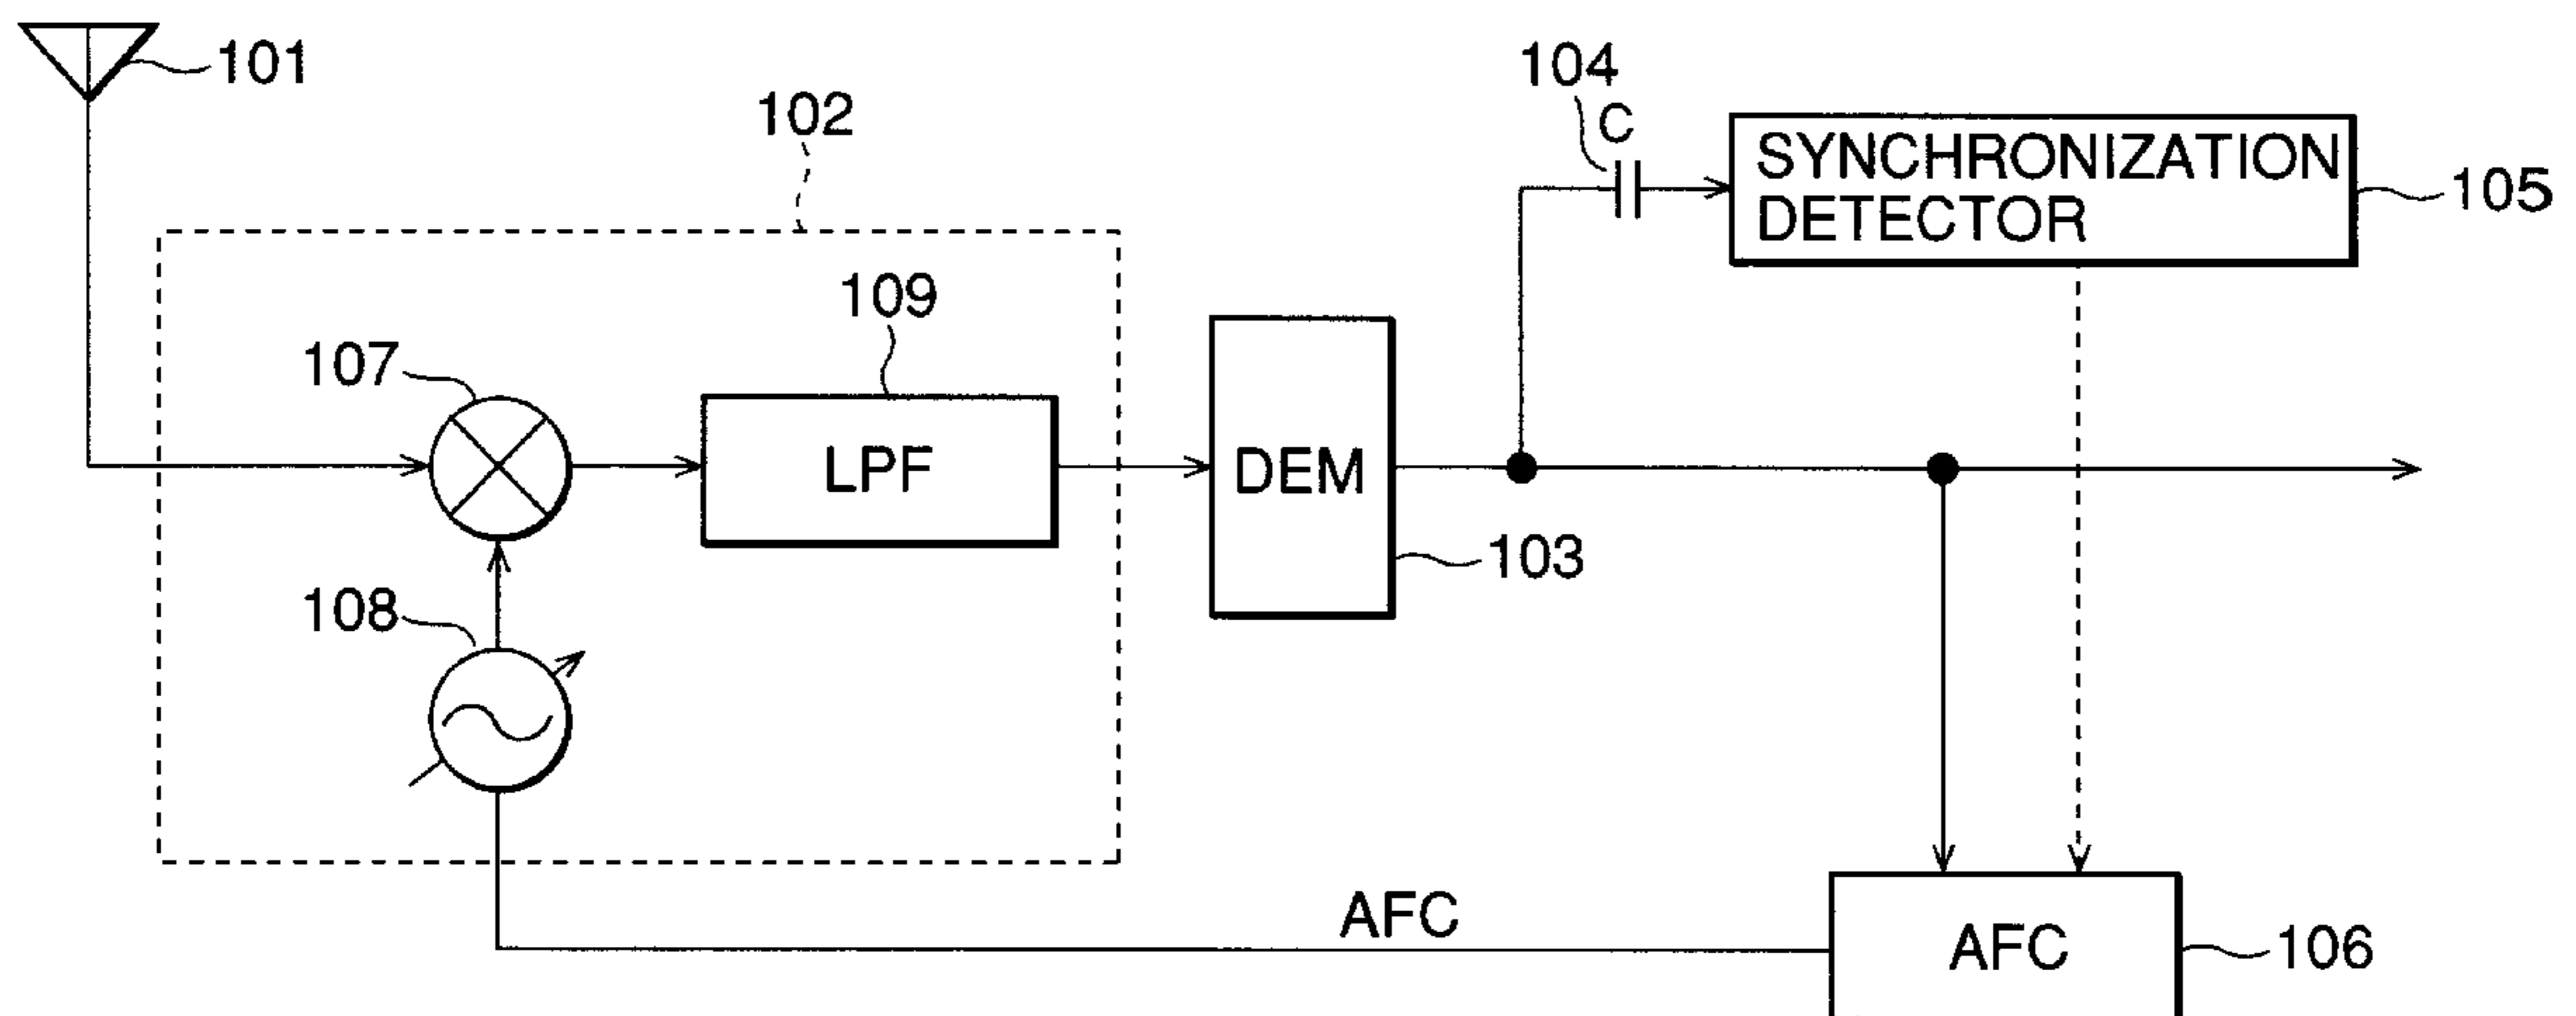 101
102
104
C
SYNCHRONIZATION
DETECTOR
105
109
107
LPF
DEM
103
108
AFC
AFC
106